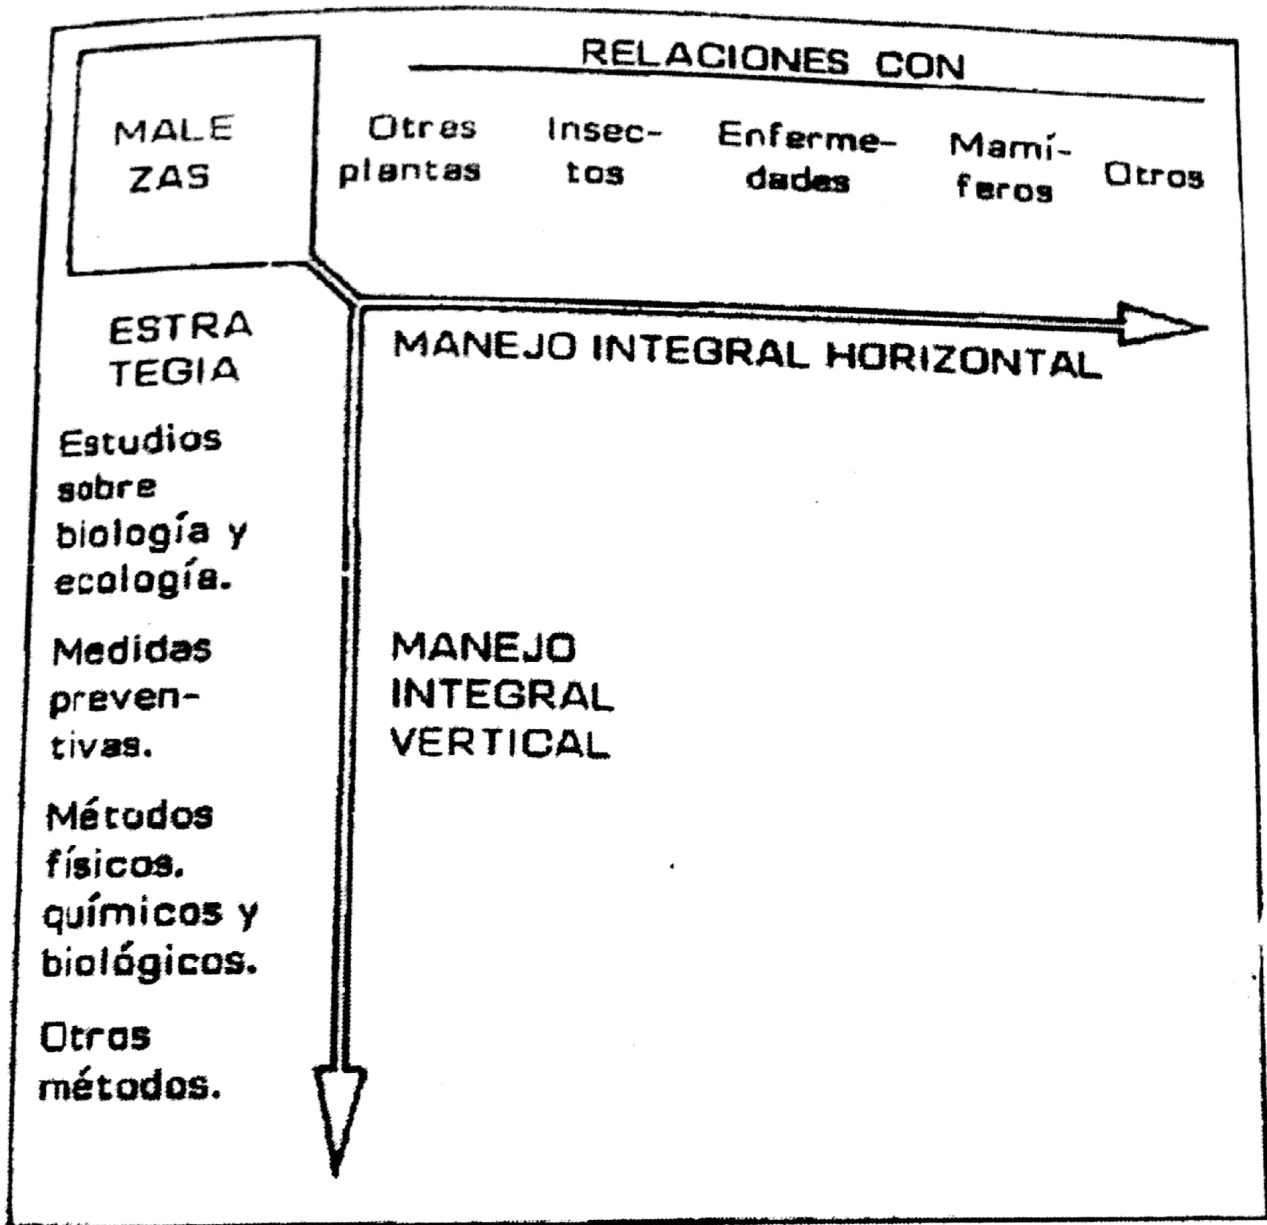 RELACIONES CON
MALE
ZAS
Otras
plantas
Insec-
tos
Enferme-
dades
Mamí-
feros
Otros
MANEJO INTEGRAL HORIZONTAL
ESTRA
TEGIA
Estudios
sobre
biología y
ecología.
Medidas
preven-
tivas.
Métodos
físicos.
químicos y
biológicos.
Otros
métodos.
MANEJO
INTEGRAL
VERTICAL